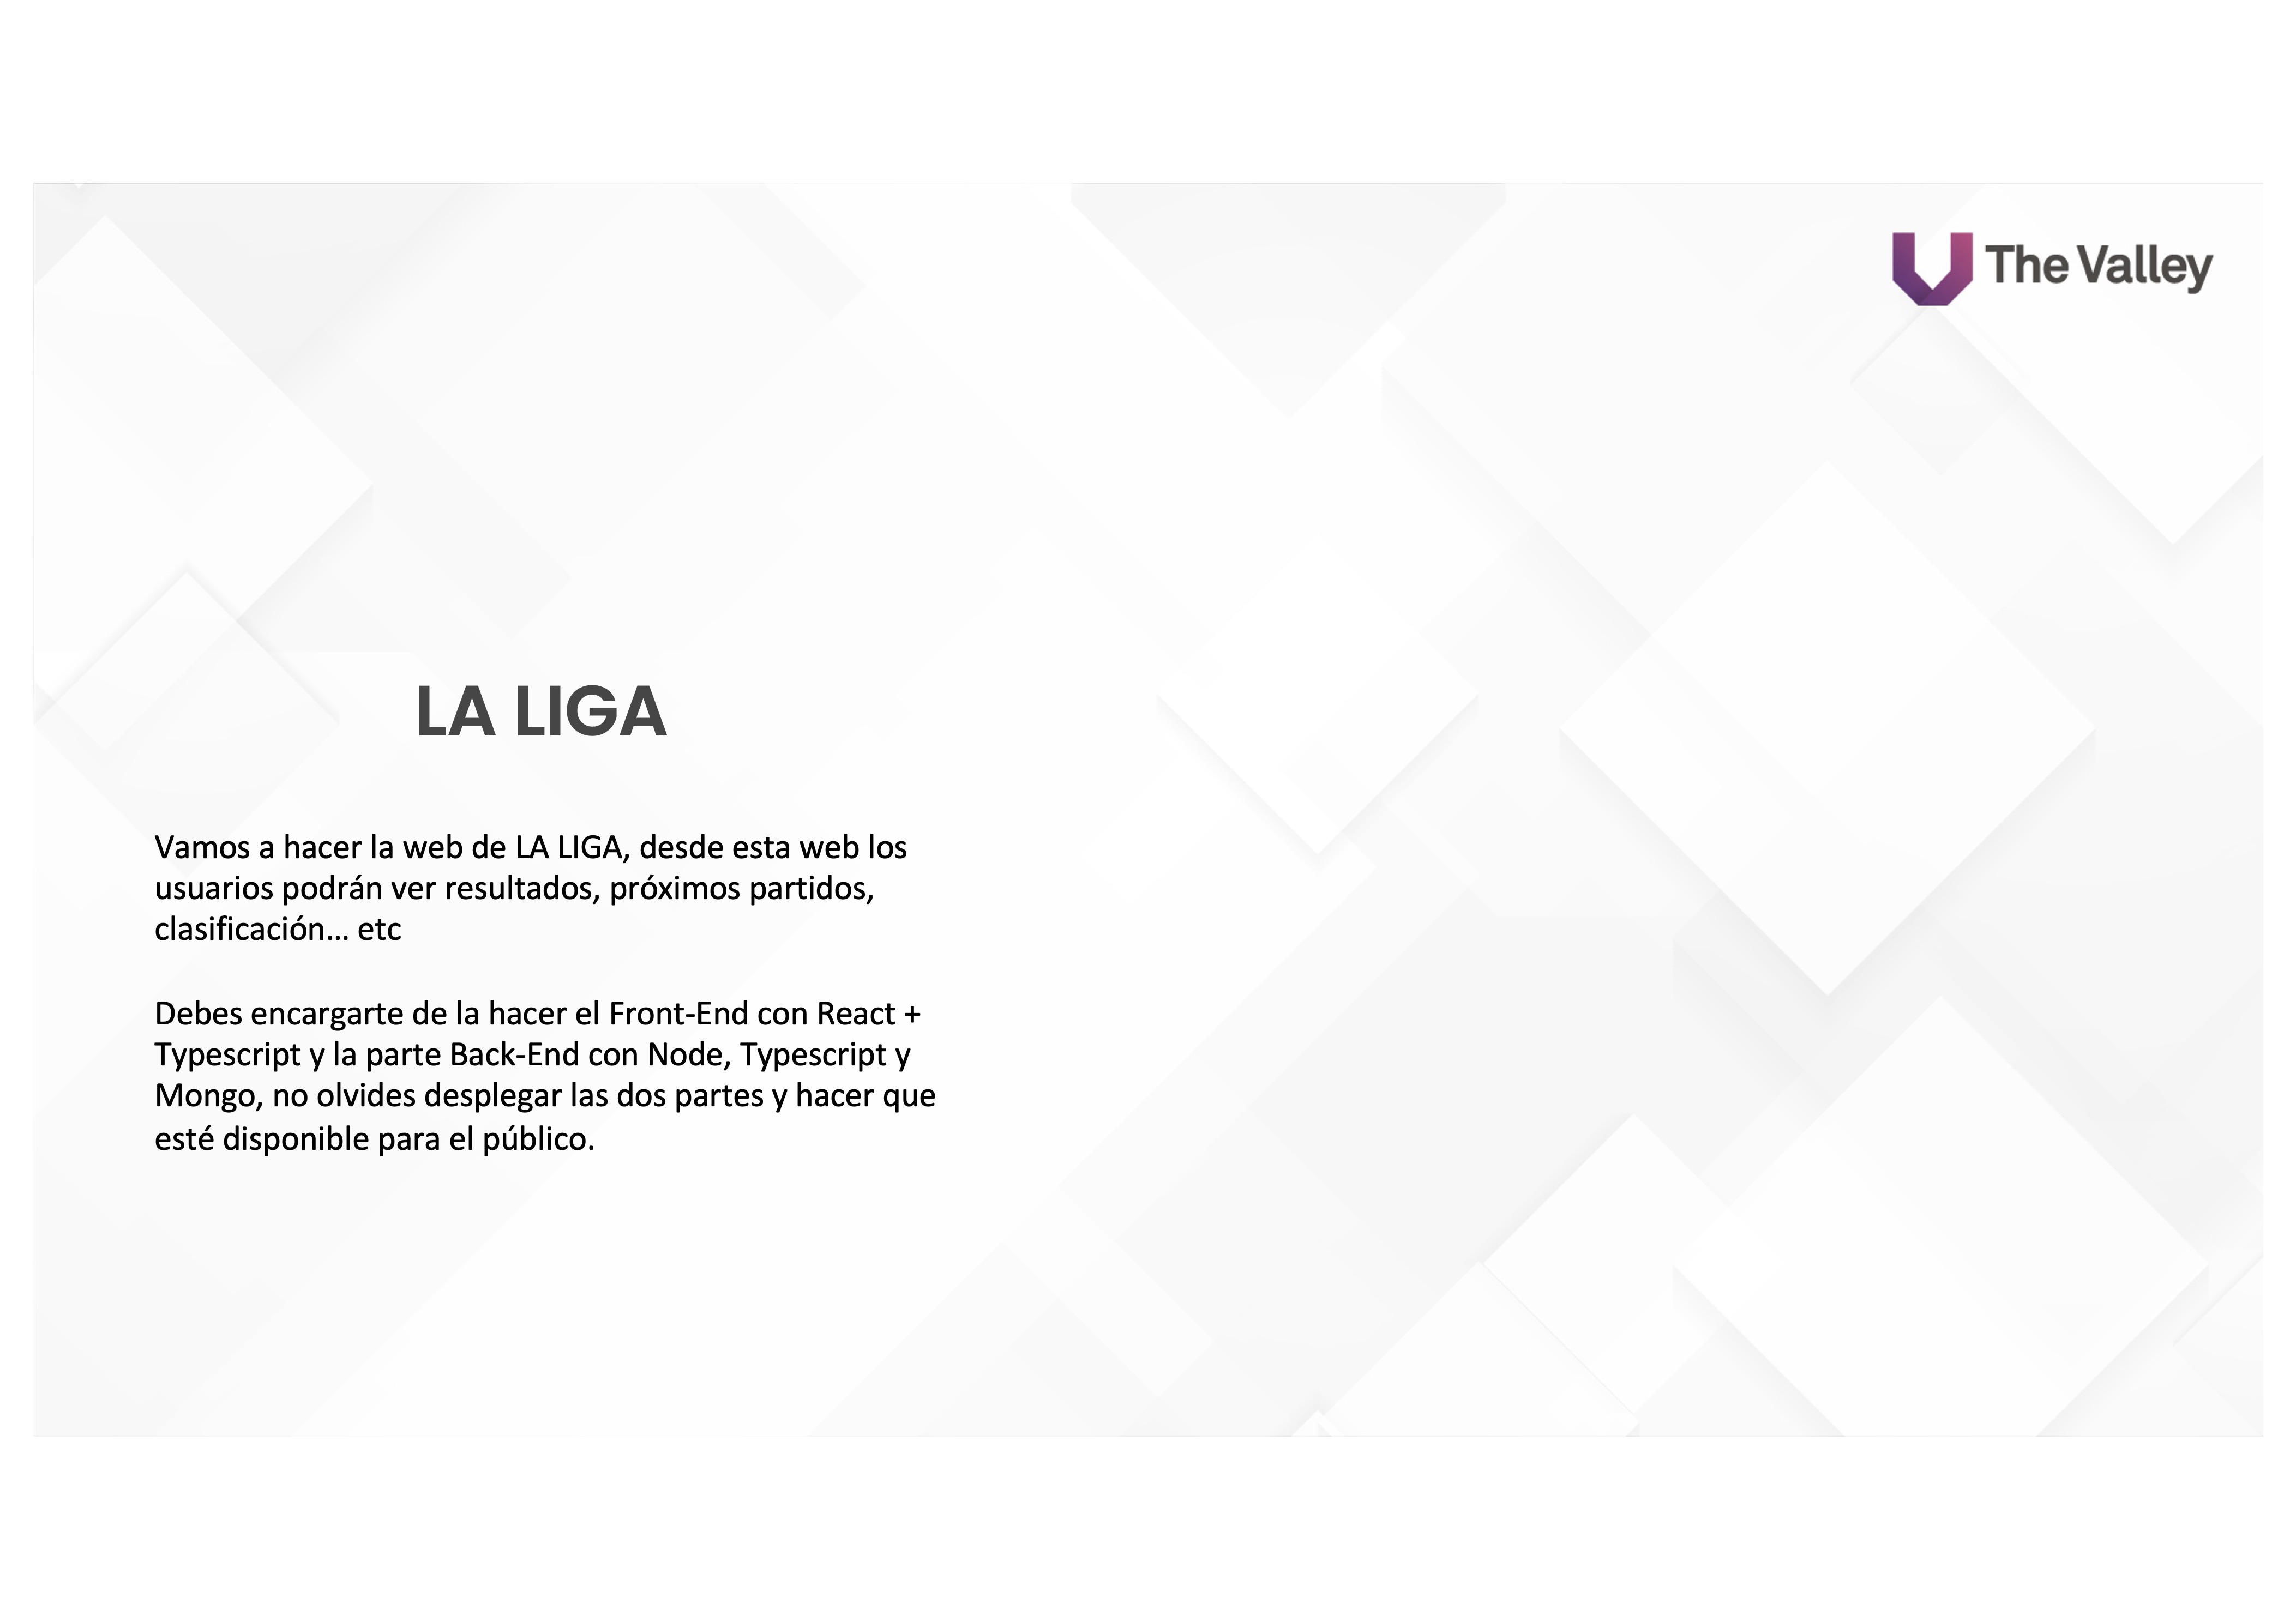 The Valley
LA LIGA
Vamos a hacer la web de LA LIGA, desde esta web los
usuarios podrán ver resultados, próximos partidos,
clasificación... etc
Debes encargarte de la hacer el Front-End con React +
Typescript y la parte Back-End con Node, Typescript y
Mongo, no olvides desplegar las dos partes y hacer que
esté disponible para el público.